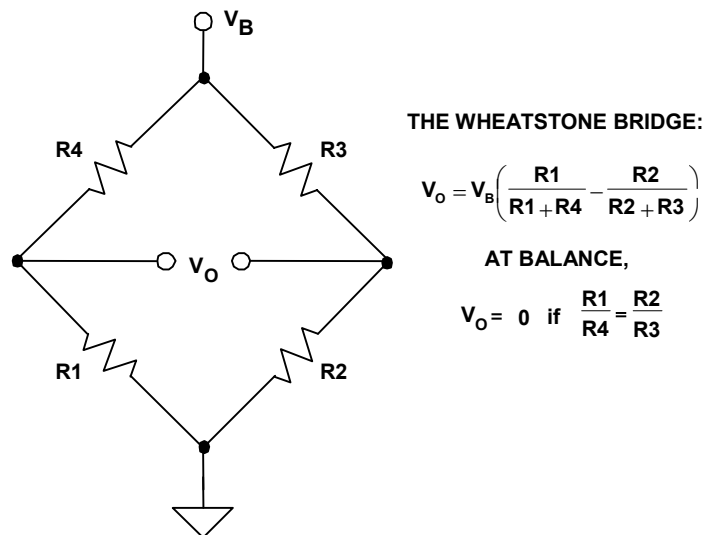 V_B
R4
R3
V_O
R1
R2
THE WHEATSTONE BRIDGE:
V_O = V_B ( R1 / (R1 + R4) − R2 / (R2 + R3) )
AT BALANCE,
V_O = 0 if R1 / R4 = R2 / R3